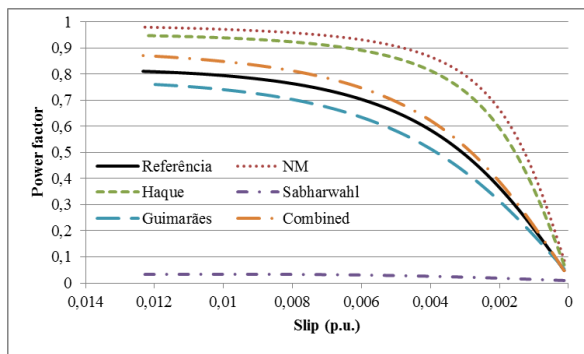 1
0,9
0,8
0,7
0,6
0,5
0,4
0,3
0,2
0,1
0
Power factor
Referência NM
Haque Sabharwahl
Guimarães Combined
0,014 0,012 0,01 0,008 0,006 0,004 0,002 0
Slip (p.u.)